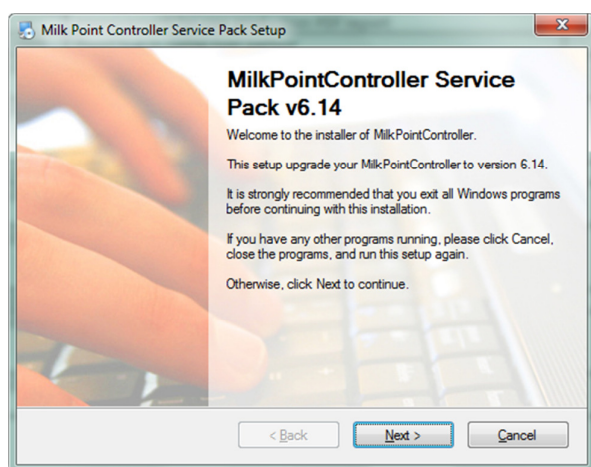 Milk Point Controller Service Pack Setup
MilkPointController Service
Pack v6.14
Welcome to the installer of MilkPointController.
This setup upgrade your MilkPointController to version 6.14.
It is strongly recommended that you exit all Windows programs
before continuing with this installation.
If you have any other programs running, please click Cancel,
close the programs, and run this setup again.
Otherwise, click Next to continue.
< Back Next > Cancel